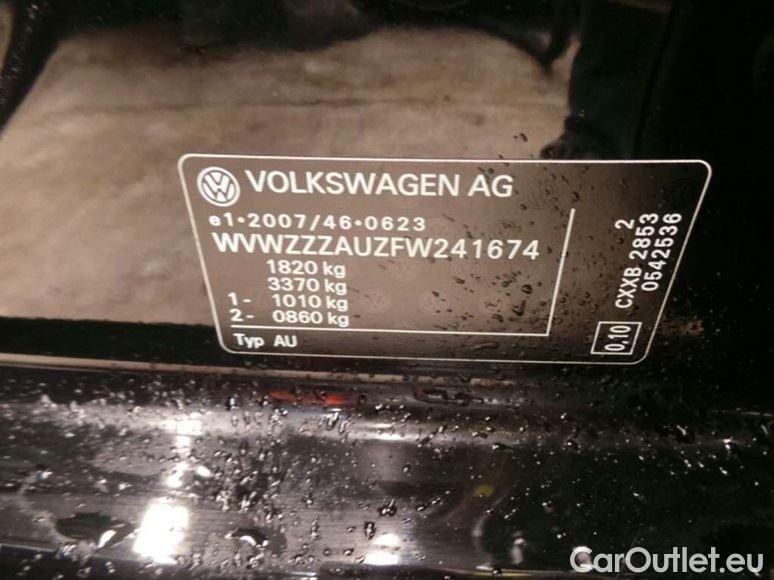 VOLKSWAGEN AG
e1•2007/46•0623
WVWZZZAUZFW241674
1820 kg
3370 kg
1- 1010 kg
2- 0860 kg
Typ AU
2
CXXB 2853
0542536
0,10
CarOutlet.eu